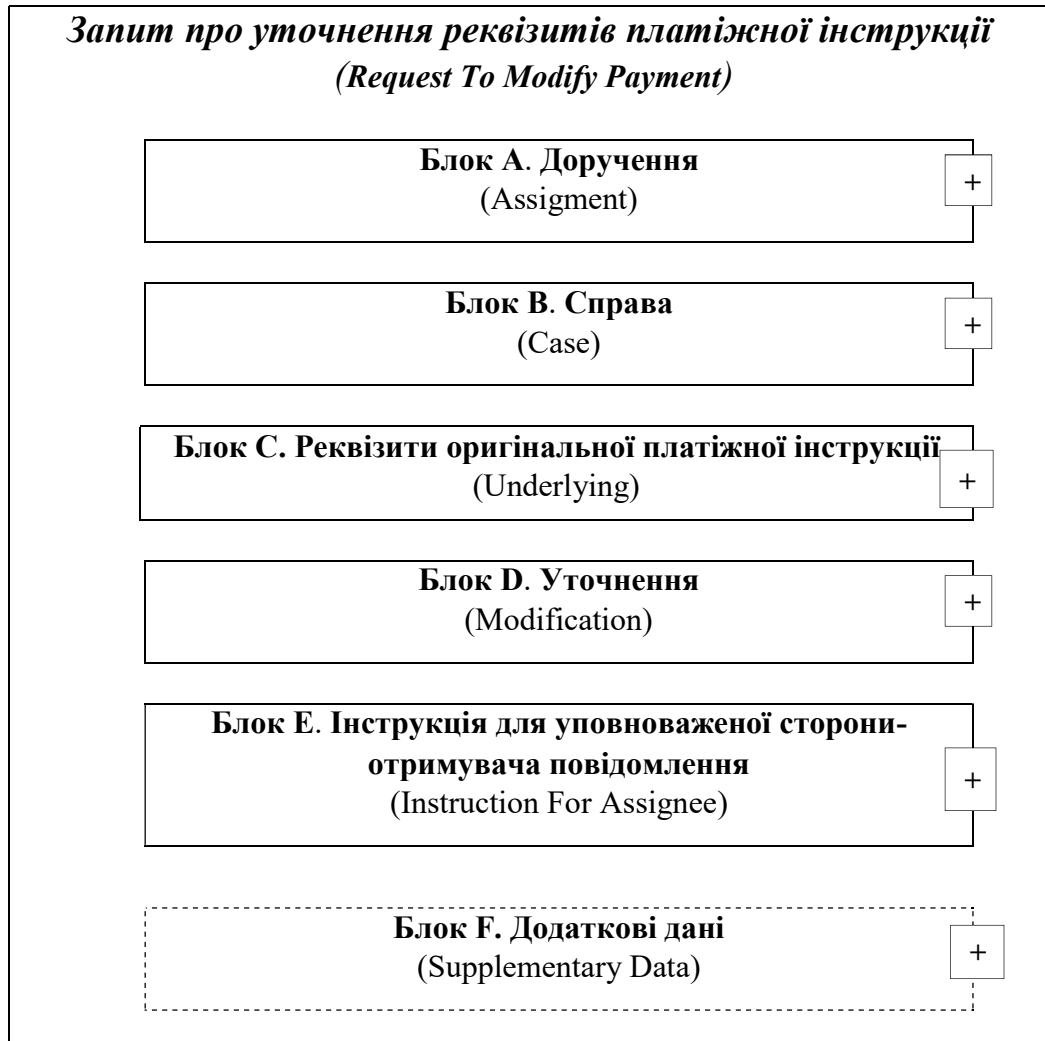 Запит про уточнення реквізитів платіжної інструкції
(Request To Modify Payment)
Блок A. Доручення
(Assigment)
+
Блок B. Справа
(Case)
+
Блок C. Реквізити оригінальної платіжної інструкції
(Underlying)
+
Блок D. Уточнення
(Modification)
+
Блок E. Інструкція для уповноваженої сторони-
отримувача повідомлення
(Instruction For Assignee)
+
Блок F. Додаткові дані
(Supplementary Data)
+